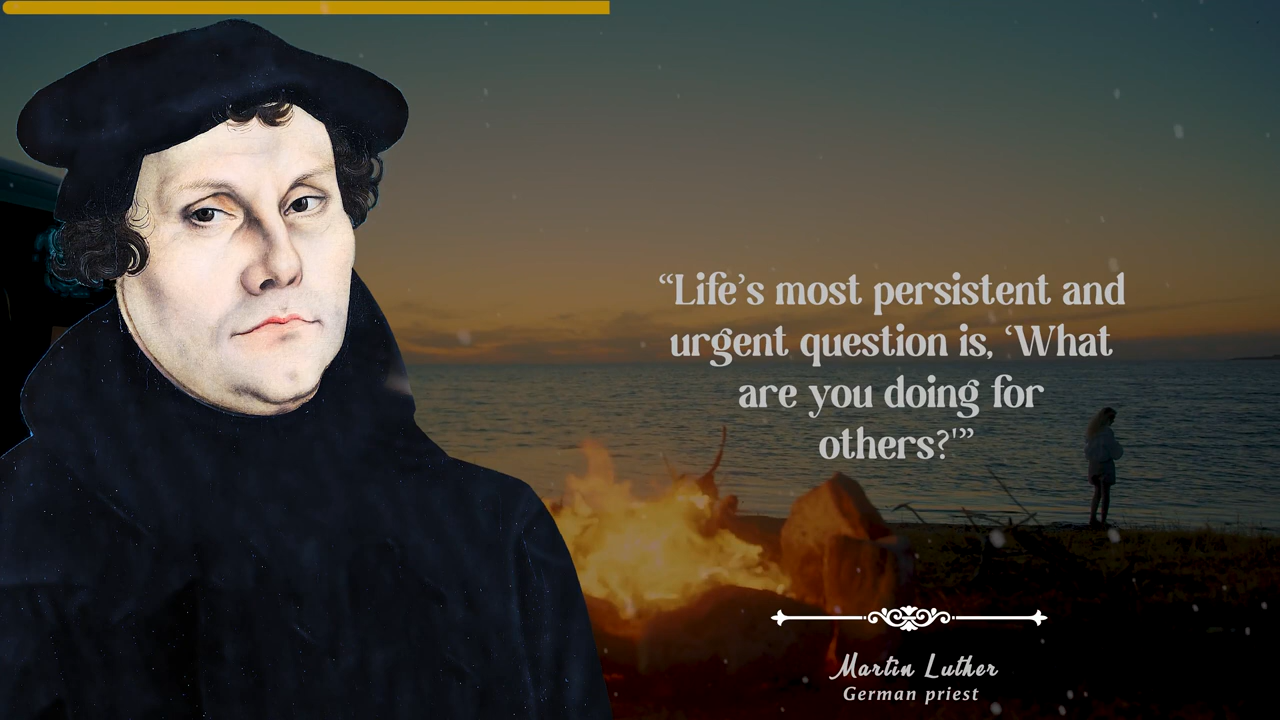 “Life’s most persistent and
urgent question is, ‘What
are you doing for
others?'”
Martin Luther
German priest